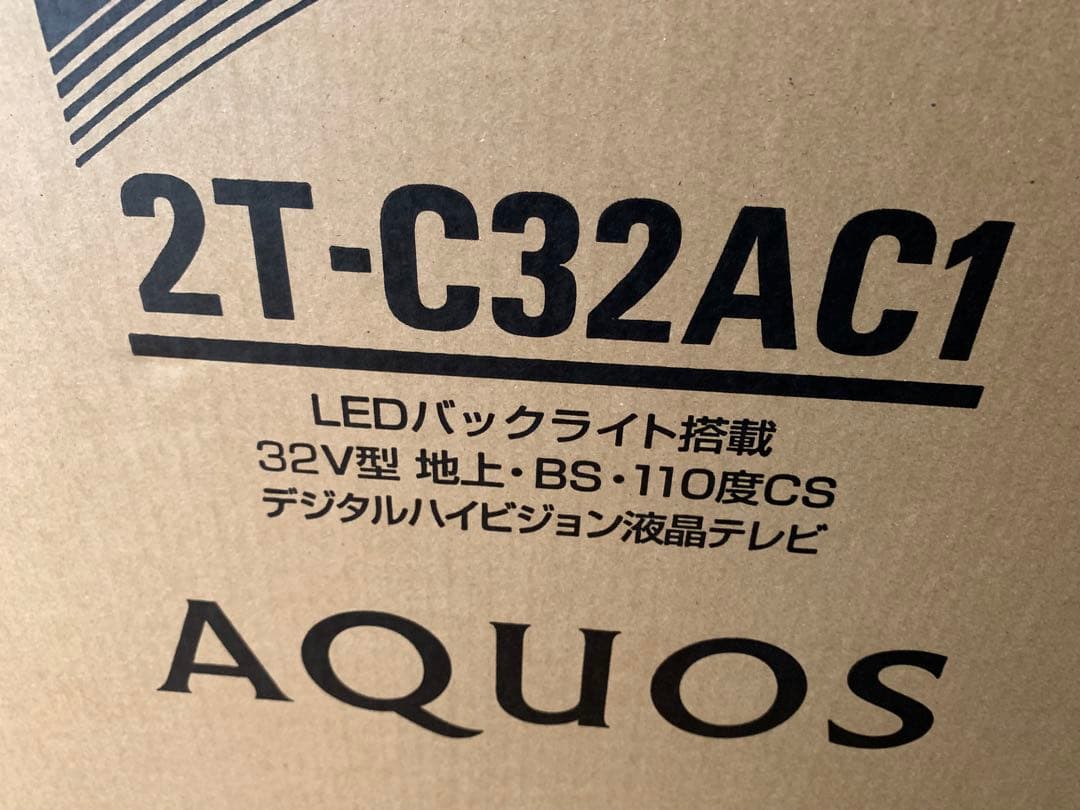 2T-C32AC1
LEDバックライト搭載
32V型 地上・BS・110度CS
デジタルハイビジョン液晶テレビ
AQUOS